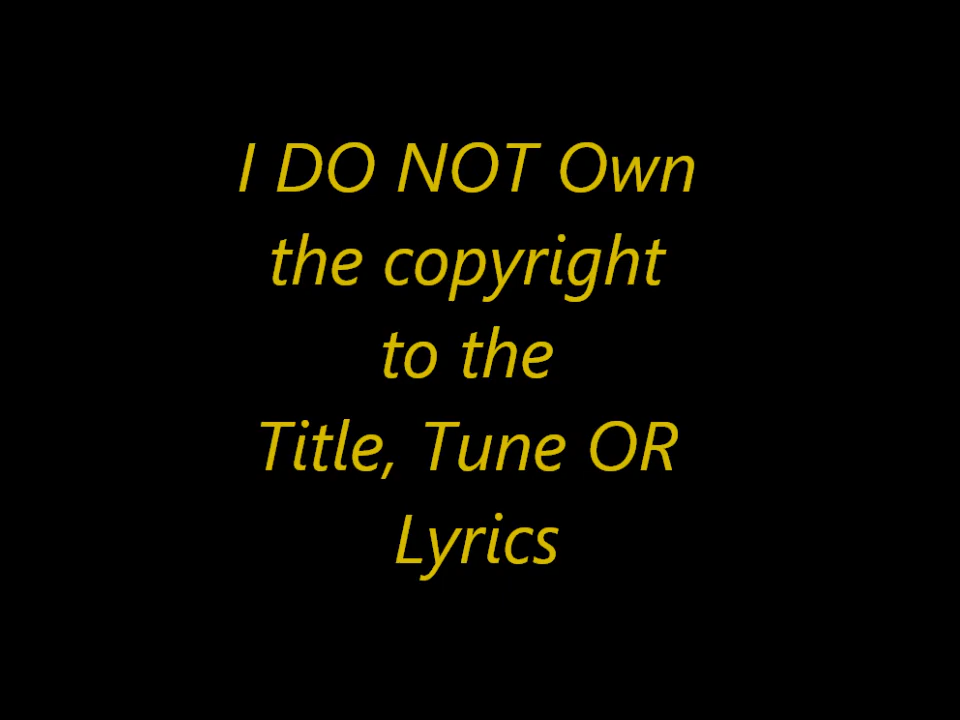 I DO NOT Own
the copyright
to the
Title, Tune OR
Lyrics